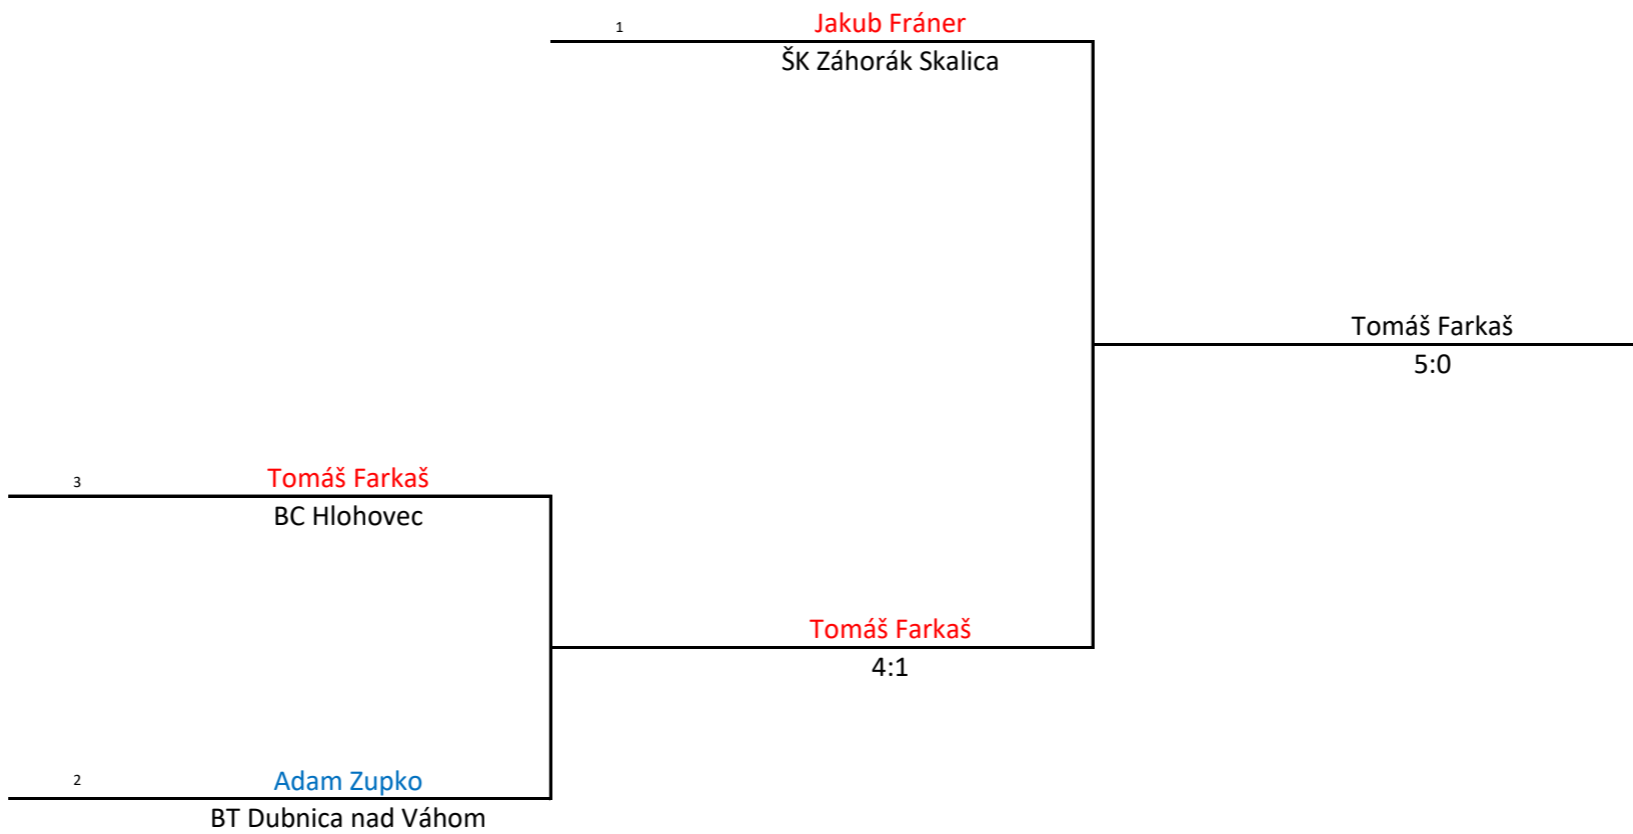 1
Jakub Fráner
ŠK Záhorák Skalica
Tomáš Farkaš
5:0
3
Tomáš Farkaš
BC Hlohovec
Tomáš Farkaš
4:1
2
Adam Zupko
BT Dubnica nad Váhom